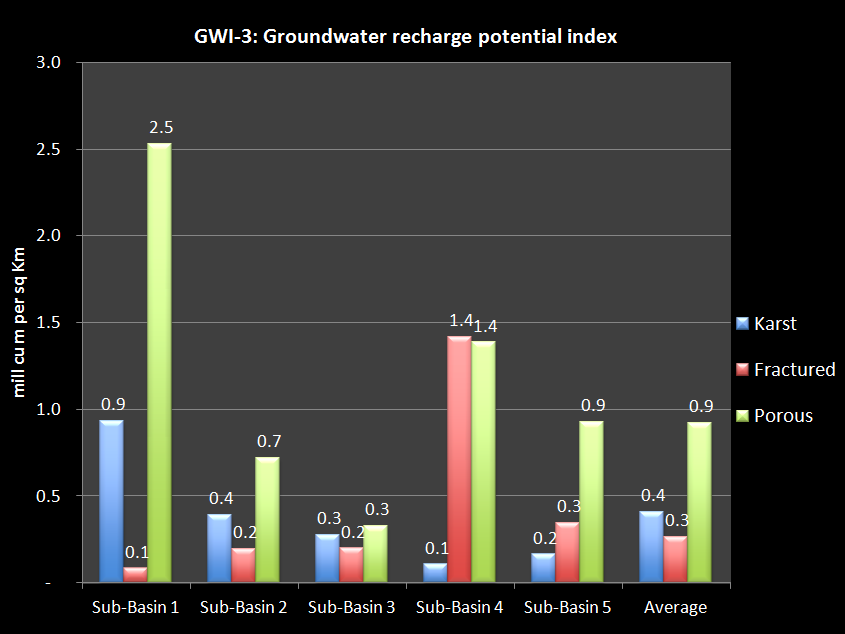 GWI-3: Groundwater recharge potential index
mill cu m per sq Km
3.0
2.5
2.0
1.5
1.0
0.5
-
0.9
0.1
2.5
0.4
0.2
0.7
0.3
0.2
0.3
0.1
1.4
1.4
0.2
0.3
0.9
0.4
0.3
0.9
Sub-Basin 1
Sub-Basin 2
Sub-Basin 3
Sub-Basin 4
Sub-Basin 5
Average
Karst
Fractured
Porous